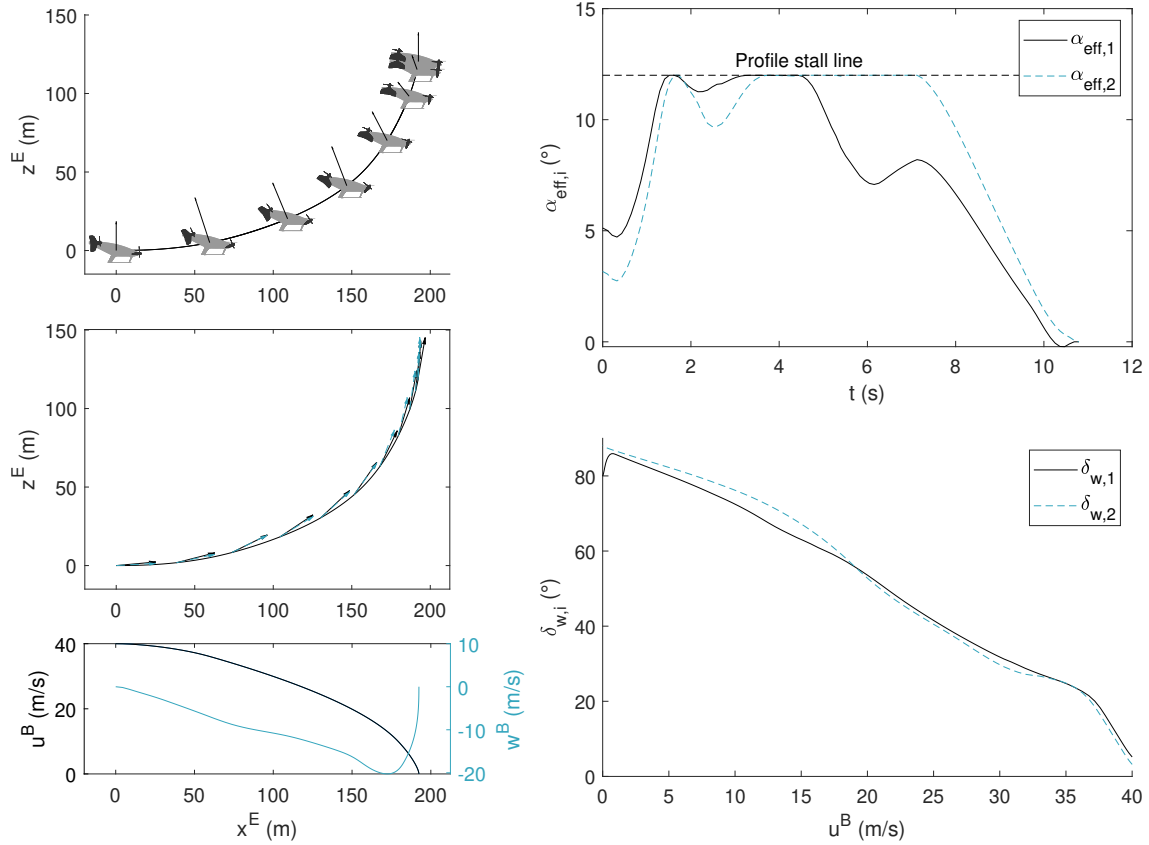 150
100
50
0
z^E (m)
0 50 100 150 200
150
100
50
0
z^E (m)
0 50 100 150 200
40
20
0
u^B (m/s)
10
0
-10
-20
w^B (m/s)
0 50 100 150 200
x^E (m)
15
10
5
0
α_eff,i (°)
Profile stall line
α_eff,1
α_eff,2
0 2 4 6 8 10 12
t (s)
80
60
40
20
0
δ_w,i (°)
δ_w,1
δ_w,2
0 5 10 15 20 25 30 35 40
u^B (m/s)